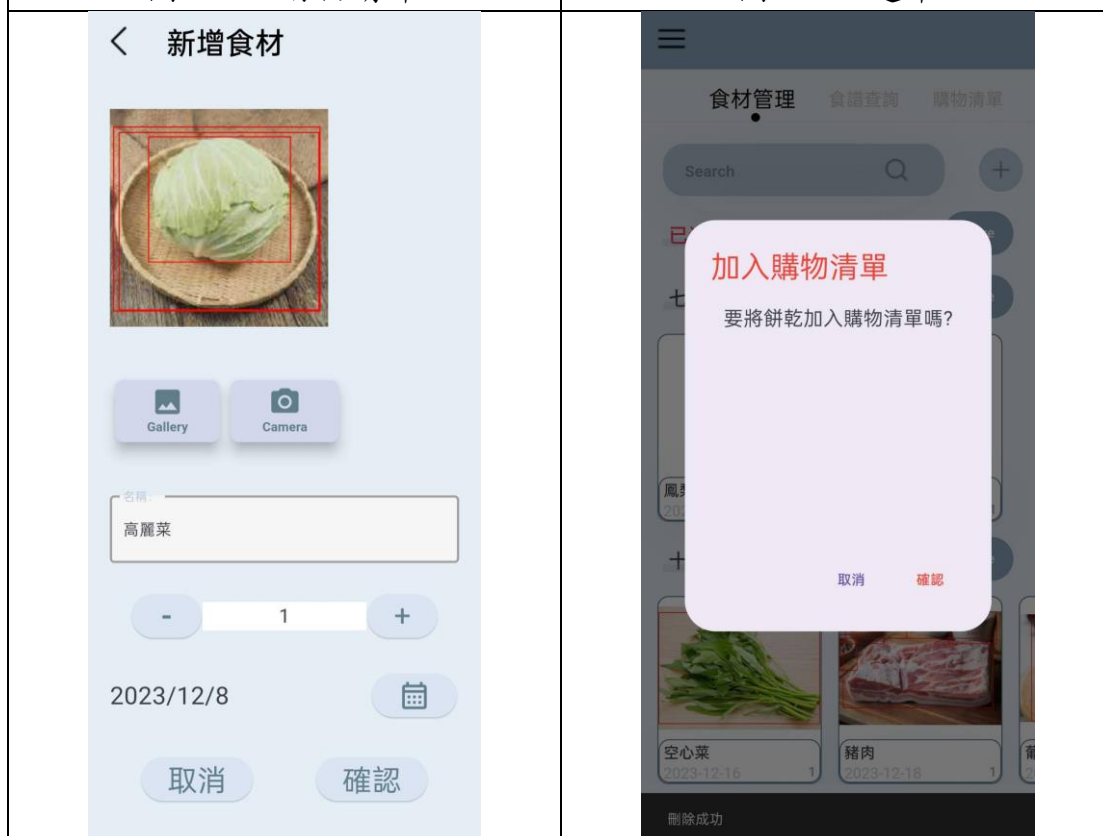 新增食材
Gallery
Camera
名稱:
高麗菜
-
1
+
2023/12/8
取消
確認
食材管理
食譜查詢
購物清單
Search
+
加入購物清單
要將餅乾加入購物清單嗎?
取消
確認
空心菜
2023-12-16
1
豬肉
2023-12-18
1
刪除成功